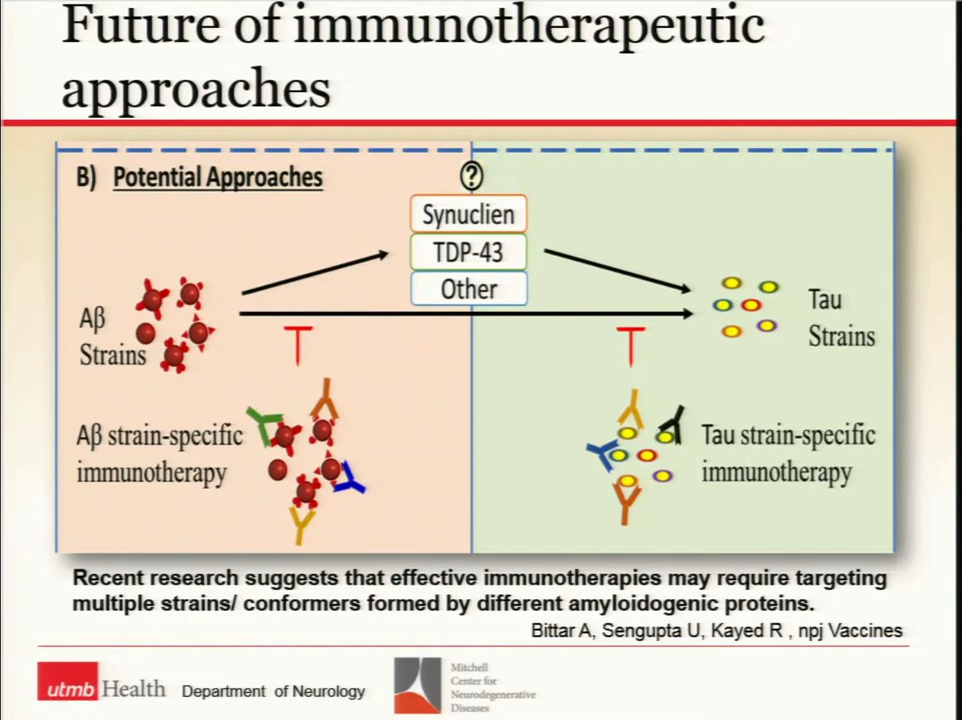 Future of immunotherapeutic
approaches
B) Potential Approaches
?
Synuclien
TDP-43
Other
Aβ
Strains
Tau
Strains
Aβ strain-specific
immunotherapy
Tau strain-specific
immunotherapy
Recent research suggests that effective immunotherapies may require targeting
multiple strains/ conformers formed by different amyloidogenic proteins.
Bittar A, Sengupta U, Kayed R , npj Vaccines
utmb Health Department of Neurology
Mitchell
Center for
Neurodegenerative
Diseases